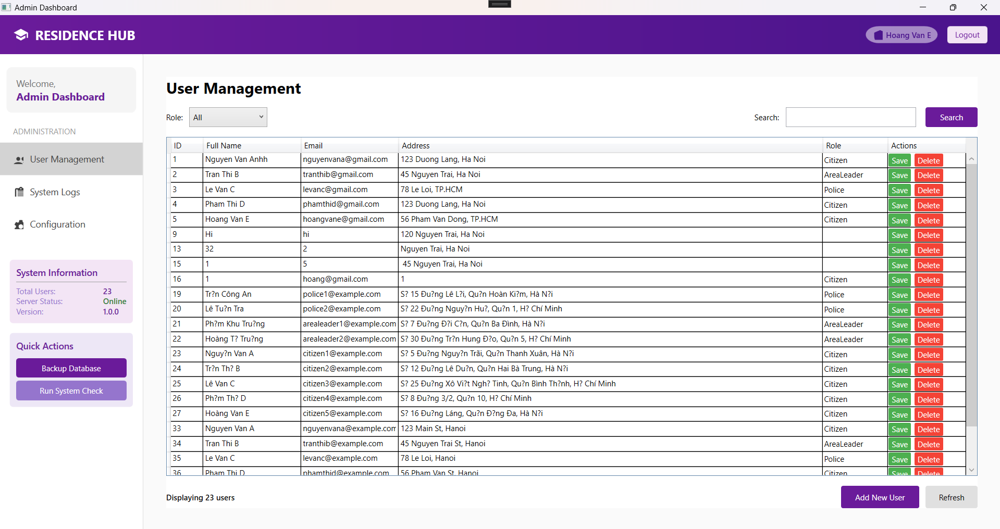 Admin Dashboard
RESIDENCE HUB
Hoang Van E
Logout
Welcome,
Admin Dashboard
ADMINISTRATION
User Management
System Logs
Configuration
System Information
Total Users: 23
Server Status: Online
Version: 1.0.0
Quick Actions
Backup Database
Run System Check
User Management
Role: All
Search:
Search
ID Full Name Email Address Role Actions
1 Nguyen Van Anhh nguyenvana@gmail.com 123 Duong Lang, Ha Noi Citizen Save Delete
2 Tran Thi B tranthib@gmail.com 45 Nguyen Trai, Ha Noi AreaLeader Save Delete
3 Le Van C levanc@gmail.com 78 Le Loi, TP.HCM Police Save Delete
4 Pham Thi D phamthid@gmail.com 123 Duong Lang, Ha Noi Citizen Save Delete
5 Hoang Van E hoangvane@gmail.com 56 Pham Van Dong, TP.HCM Citizen Save Delete
9 Hi hi 120 Nguyen Trai, Ha Noi Save Delete
13 32 2 Nguyen Trai, Ha Noi Save Delete
15 1 5 45 Nguyen Trai, Ha Noi Save Delete
16 1 hoang@gmail.com 1 Citizen Save Delete
19 Tr?n Công An police1@example.com S? 15 Đu?ng Lê L?i, Qu?n Hoàn Ki?m, Hà N?i Police Save Delete
20 Lê Tu?n Tra police2@example.com S? 22 Đu?ng Nguy?n Hu?, Qu?n 1, H? Chí Minh Police Save Delete
21 Ph?m Khu Tru?ng arealeader1@example.com S? 7 Đu?ng Đ?i C?n, Qu?n Ba Đình, Hà N?i AreaLeader Save Delete
22 Hoàng T? Tru?ng arealeader2@example.com S? 30 Đu?ng Tr?n Hung Đ?o, Qu?n 5, H? Chí Minh AreaLeader Save Delete
23 Nguy?n Van A citizen1@example.com S? 5 Đu?ng Nguy?n Trãi, Qu?n Thanh Xuân, Hà N?i Citizen Save Delete
24 Tr?n Th? B citizen2@example.com S? 12 Đu?ng Lê Du?n, Qu?n Hai Bà Trung, Hà N?i Citizen Save Delete
25 Lê Van C citizen3@example.com S? 25 Đu?ng Xô Vi?t Ngh? Tinh, Qu?n Bình Th?nh, H? Chí Minh Citizen Save Delete
26 Ph?m Th? D citizen4@example.com S? 8 Đu?ng 3/2, Qu?n 10, H? Chí Minh Citizen Save Delete
27 Hoàng Van E citizen5@example.com S? 16 Đu?ng Láng, Qu?n Đ?ng Đa, Hà N?i Citizen Save Delete
33 Nguyen Van A nguyenvana@example.com 123 Main St, Hanoi Citizen Save Delete
34 Tran Thi B tranthib@example.com 45 Nguyen Trai St, Hanoi AreaLeader Save Delete
35 Le Van C levanc@example.com 78 Le Loi, Hanoi Police Save Delete
36 Pham Thi D phamthid@example.com 56 Pham Van St, Hanoi Citizen Save Delete
Displaying 23 users
Add New User
Refresh